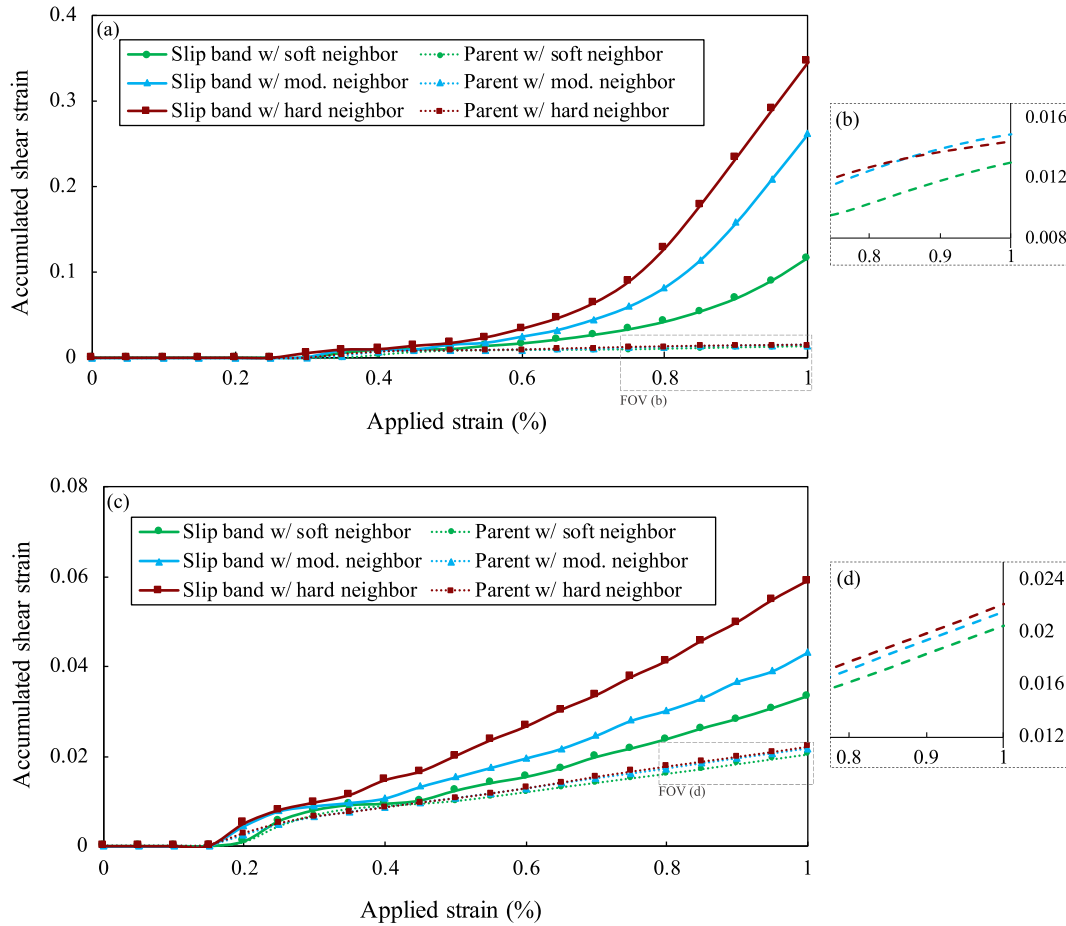 (a)
0.4
0.3
0.2
0.1
0
Accumulated shear strain
Slip band w/ soft neighbor
Parent w/ soft neighbor
Slip band w/ mod. neighbor
Parent w/ mod. neighbor
Slip band w/ hard neighbor
Parent w/ hard neighbor
0 0.2 0.4 0.6 0.8 1
FOV (b)
Applied strain (%)
(b)
0.016
0.012
0.008
0.8 0.9 1
(c)
0.08
0.06
0.04
0.02
0
Accumulated shear strain
Slip band w/ soft neighbor
Parent w/ soft neighbor
Slip band w/ mod. neighbor
Parent w/ mod. neighbor
Slip band w/ hard neighbor
Parent w/ hard neighbor
FOV (d)
0 0.2 0.4 0.6 0.8 1
Applied strain (%)
(d)
0.024
0.02
0.016
0.012
0.8 0.9 1